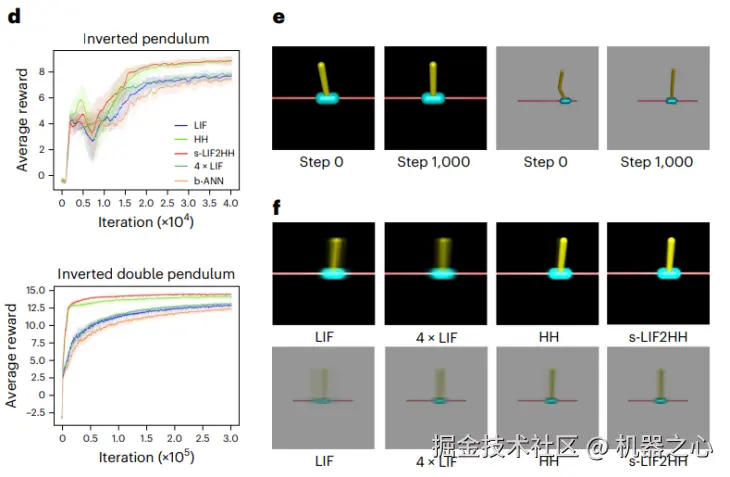 d
Inverted pendulum
Average reward
8
6
4
2
0
LIF
HH
s-LIF2HH
4 × LIF
b-ANN
0 0.5 1.0 1.5 2.0 2.5 3.0 3.5 4.0
Iteration (×10⁴)
Inverted double pendulum
Average reward
15.0
12.5
10.0
7.5
5.0
2.5
0
−2.5
0 0.5 1.0 1.5 2.0 2.5 3.0
Iteration (×10⁵)
e
Step 0 Step 1,000 Step 0 Step 1,000
f
LIF 4 × LIF HH s-LIF2HH
LIF 4 × LIF HH s-LIF2HH
掘金技术社区 @ 机器之心